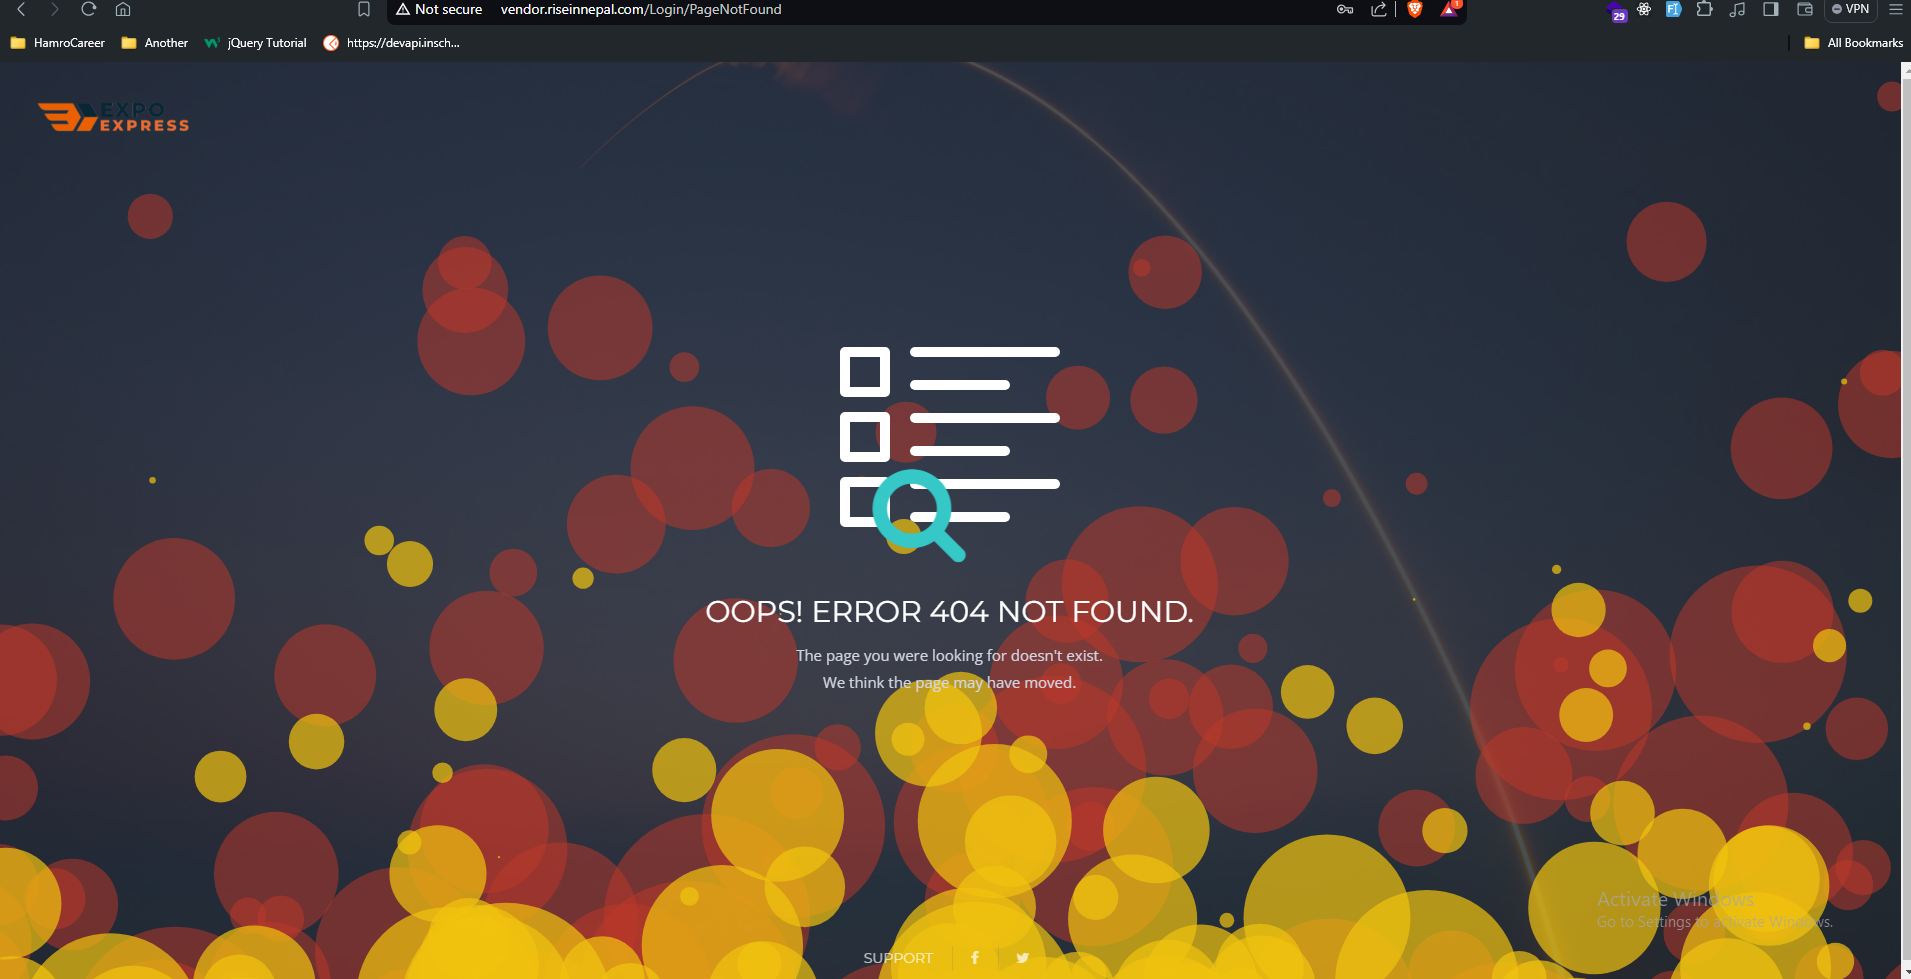 Not secure vendor.riseinnepal.com/Login/PageNotFound
1
29
VPN
HamroCareer Another jQuery Tutorial https://devapi.insch...
All Bookmarks
EXPO
EXPRESS
OOPS! ERROR 404 NOT FOUND.
The page you were looking for doesn't exist.
We think the page may have moved.
Activate Windows
Go to Settings to activate Windows.
SUPPORT